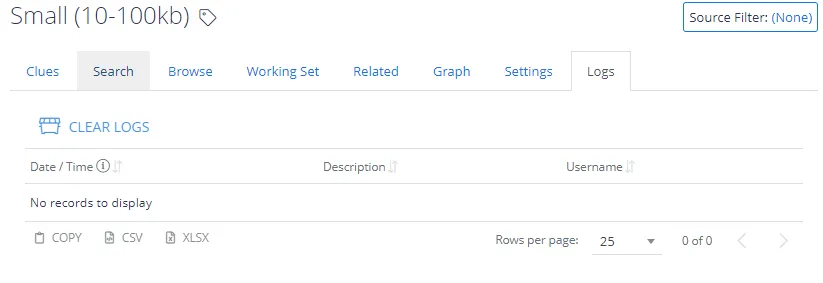 Small (10-100kb)
Source Filter: (None)
Clues Search Browse Working Set Related Graph Settings Logs
CLEAR LOGS
Date / Time Description Username
No records to display
COPY CSV XLSX Rows per page: 25 0 of 0